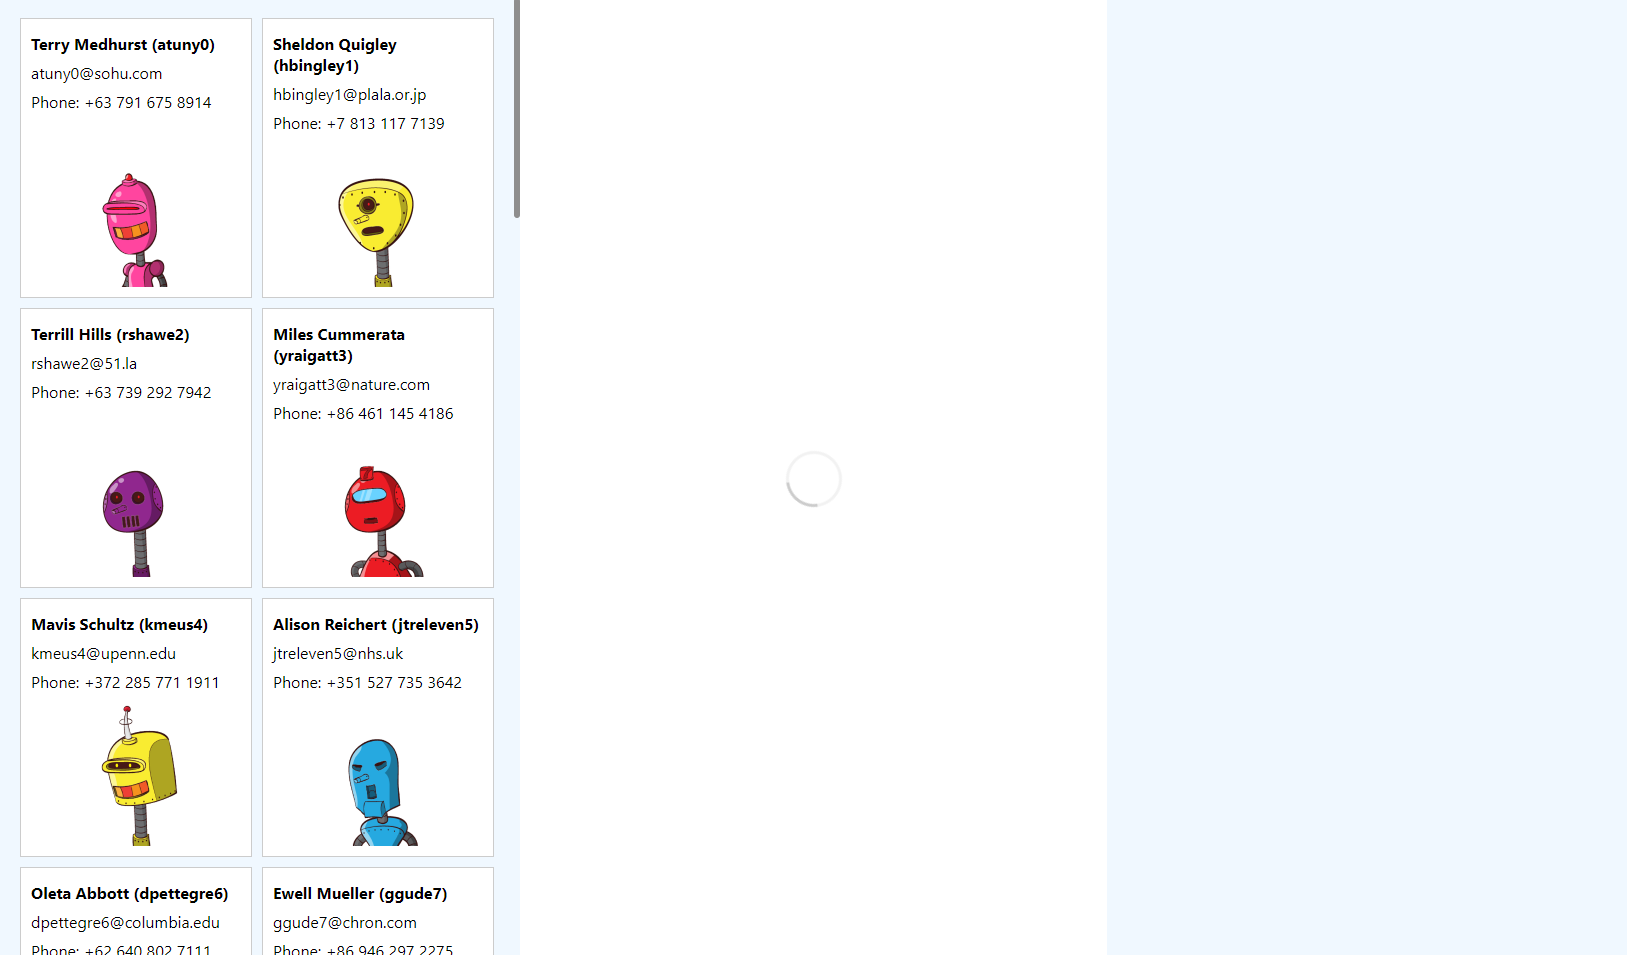 Terry Medhurst (atuny0)
atuny0@sohu.com
Phone: +63 791 675 8914
Sheldon Quigley
(hbingley1)
hbingley1@plala.or.jp
Phone: +7 813 117 7139
Terrill Hills (rshawe2)
rshawe2@51.la
Phone: +63 739 292 7942
Miles Cummerata
(yraigatt3)
yraigatt3@nature.com
Phone: +86 461 145 4186
Mavis Schultz (kmeus4)
kmeus4@upenn.edu
Phone: +372 285 771 1911
Alison Reichert (jtreleven5)
jtreleven5@nhs.uk
Phone: +351 527 735 3642
Oleta Abbott (dpettegre6)
dpettegre6@columbia.edu
Phone: +62 640 802 7111
Ewell Mueller (ggude7)
ggude7@chron.com
Phone: +86 946 297 2275